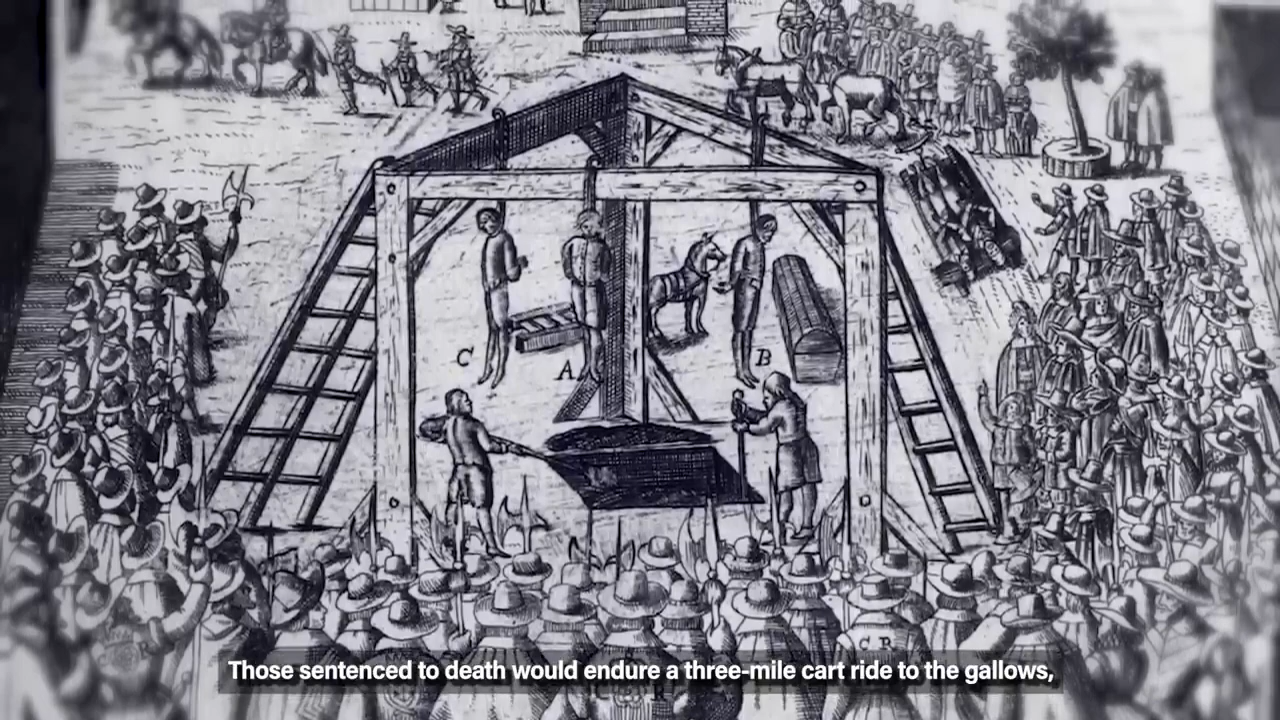 C
A
B
C R
Those sentenced to death would endure a three-mile cart ride to the gallows,